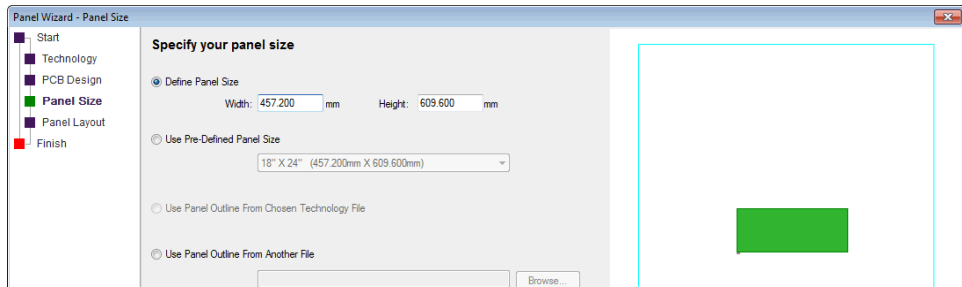 Panel Wizard - Panel Size
Start
Technology
PCB Design
Panel Size
Panel Layout
Finish
Specify your panel size
Define Panel Size
Width: 457.200 mm Height: 609.600 mm
Use Pre-Defined Panel Size
18" X 24" (457.200mm X 609.600mm)
Use Panel Outline From Chosen Technology File
Use Panel Outline From Another File
Browse...